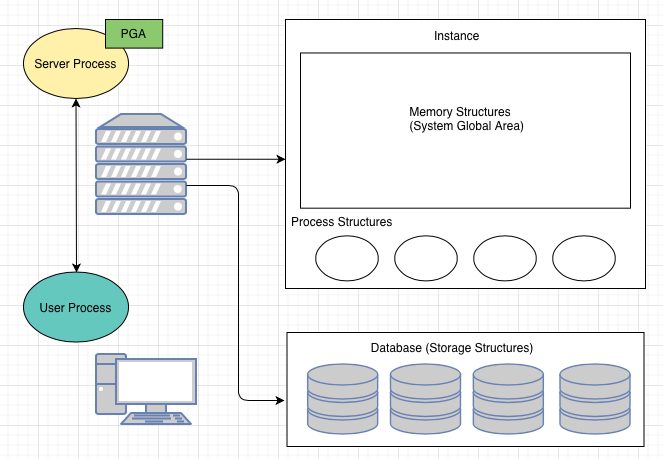 PGA
Server Process
User Process
Instance
Memory Structures
(System Global Area)
Process Structures
Database (Storage Structures)